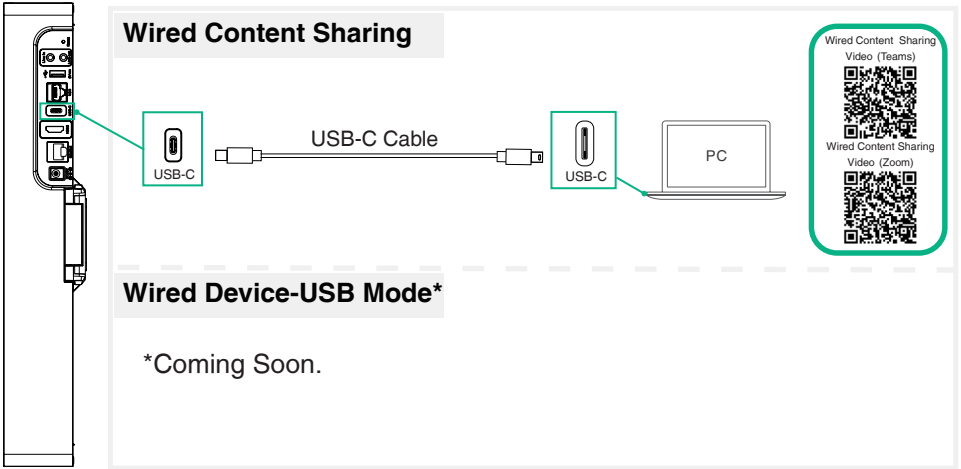 Wired Content Sharing
Wired Content Sharing
Video (Teams)
USB-C Cable
PC
USB-C
USB-C
Wired Content Sharing
Video (Zoom)
Wired Device-USB Mode*
*Coming Soon.